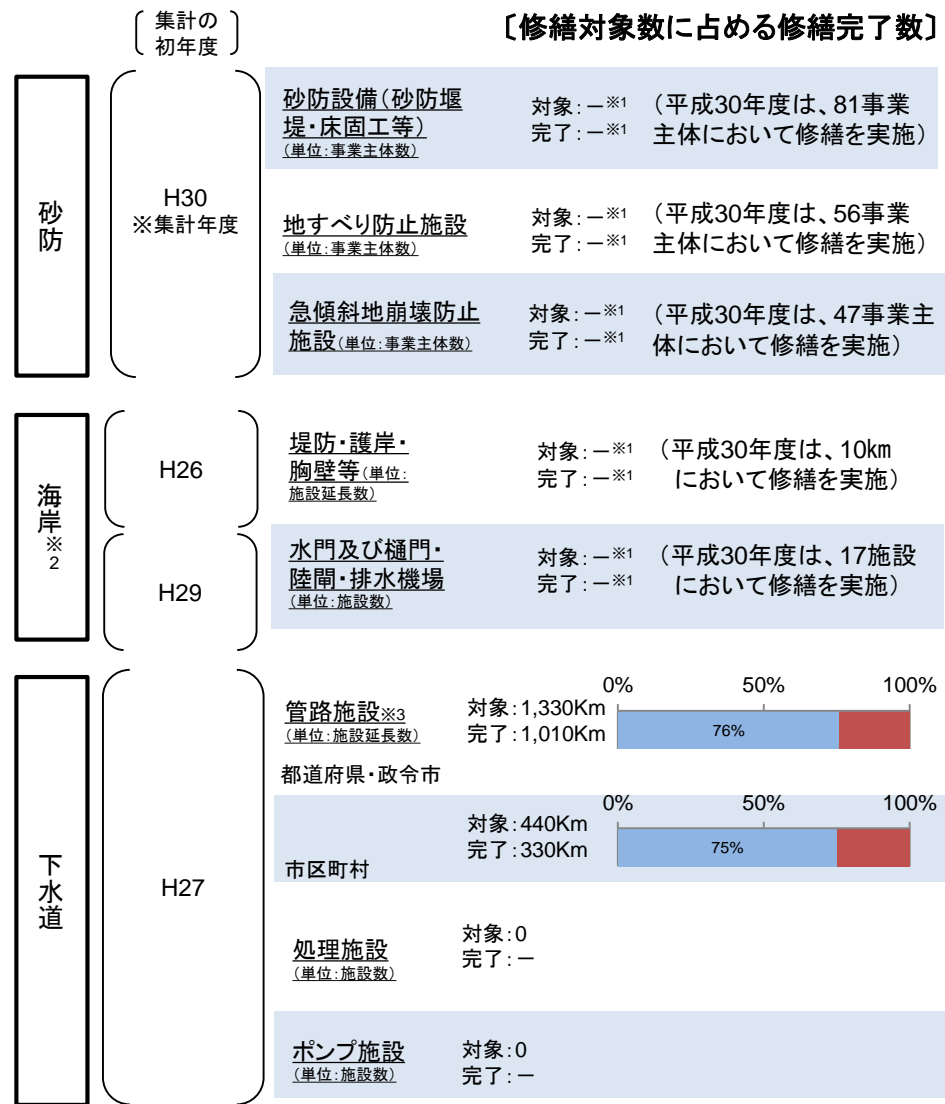 集計の
初年度
〔修繕対象数に占める修繕完了数〕
砂防
H30
※集計年度
砂防設備(砂防堰
堤・床固工等)
(単位:事業主体数)
対象:－※1
完了:－※1
(平成30年度は、81事業
主体において修繕を実施)
地すべり防止施設
(単位:事業主体数)
対象:－※1
完了:－※1
(平成30年度は、56事業
主体において修繕を実施)
急傾斜地崩壊防止
施設(単位:事業主体数)
対象:－※1
完了:－※1
(平成30年度は、47事業主
体において修繕を実施)
海岸※2
H26
堤防・護岸・
胸壁等(単位:
施設延長数)
対象:－※1
完了:－※1
(平成30年度は、10㎞
において修繕を実施)
H29
水門及び樋門・
陸閘・排水機場
(単位:施設数)
対象:－※1
完了:－※1
(平成30年度は、17施設
において修繕を実施)
下水道
H27
管路施設※3
(単位:施設延長数)
都道府県・政令市
対象:1,330Km
完了:1,010Km
0% 50% 100%
76%
市区町村
対象:440Km
完了:330Km
0% 50% 100%
75%
処理施設
(単位:施設数)
対象:0
完了:－
ポンプ施設
(単位:施設数)
対象:0
完了:－